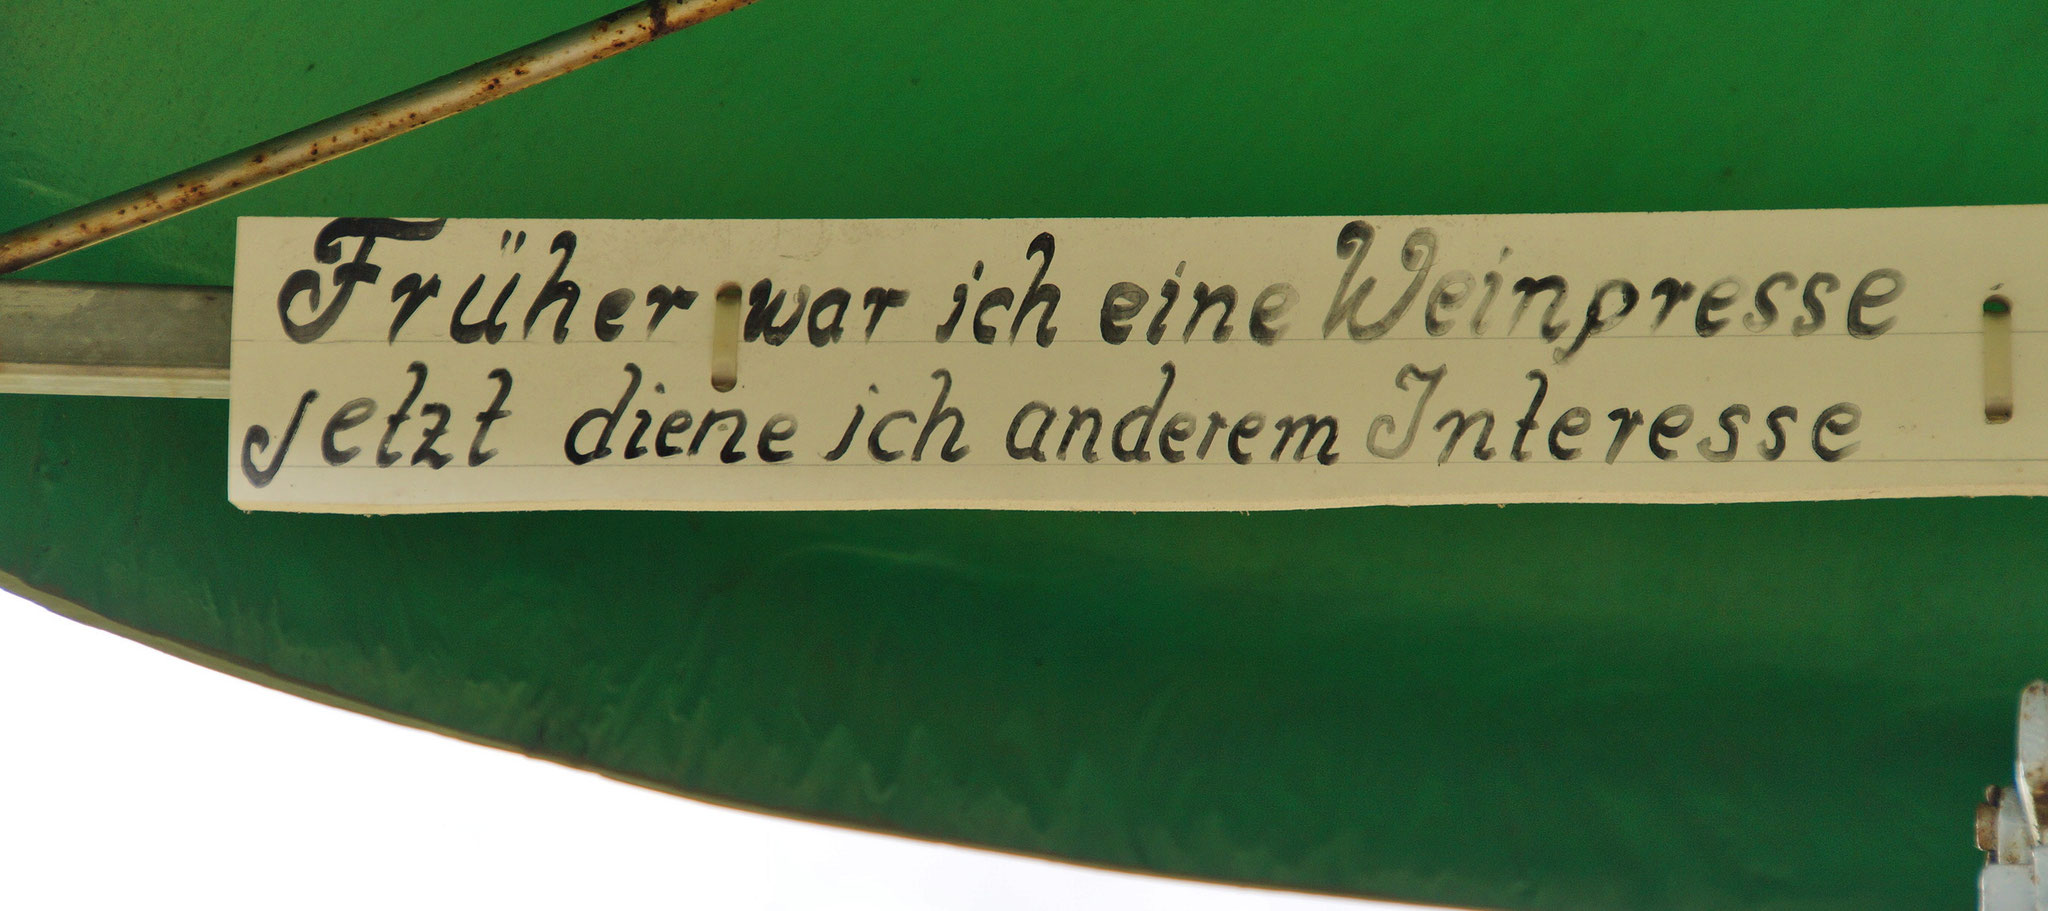 Früher war ich eine Weinpresse
jetzt diene ich anderem Interesse